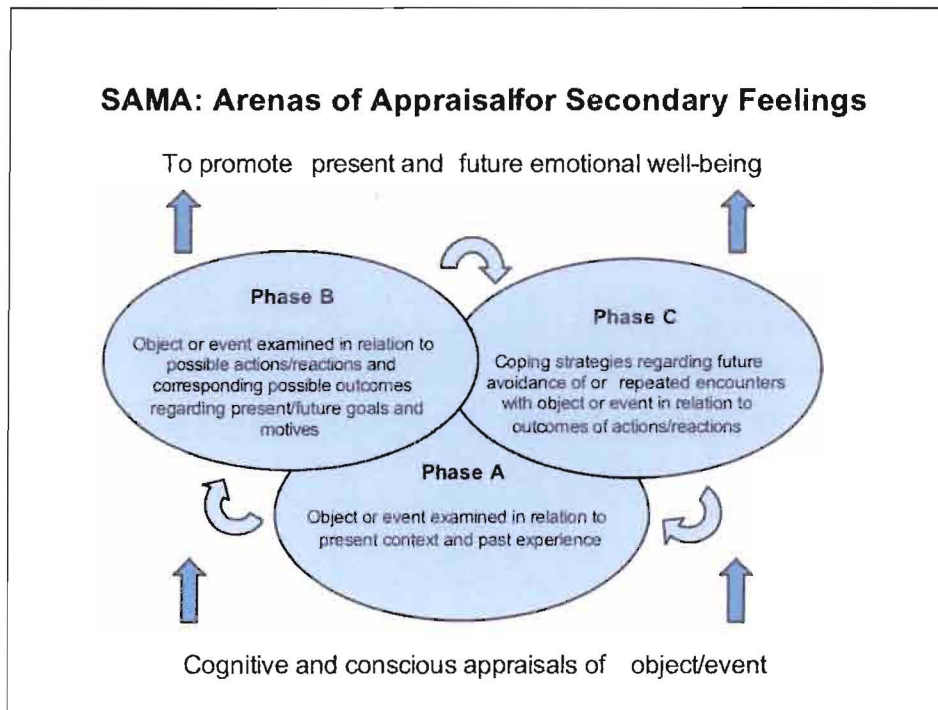 SAMA: Arenas of Appraisalfor Secondary Feelings
To promote present and future emotional well-being
Phase B
Object or event examined in relation to
possible actions/reactions and
corresponding possible outcomes
regarding present/future goals and
motives
Phase C
Coping strategies regarding future
avoidance of or repeated encounters
with object or event in relation to
outcomes of actions/reactions
Phase A
Object or event examined in relation to
present context and past experience
Cognitive and conscious appraisals of object/event